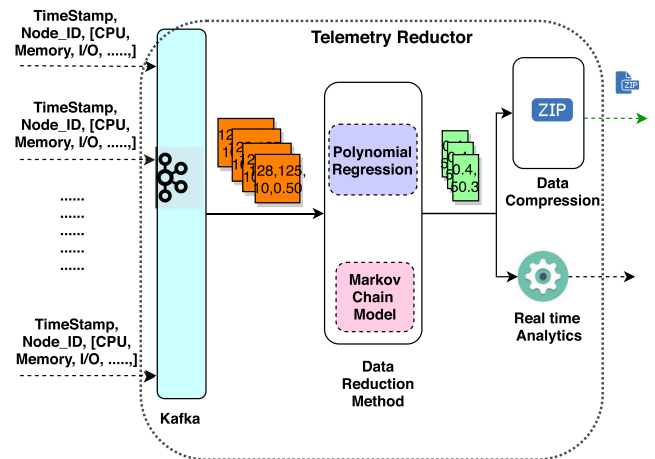 TimeStamp,
Node_ID, [CPU,
Memory, I/O, .....,]
TimeStamp,
Node_ID, [CPU,
Memory, I/O, .....,]
......
......
......
......
......
TimeStamp,
Node_ID, [CPU,
Memory, I/O, .....,]
Kafka
Telemetry Reductor
128,125,
10,0.50
Polynomial
Regression
Markov
Chain
Model
Data
Reduction
Method
0.4,
50.3
ZIP
Data
Compression
Real time
Analytics
ZIP